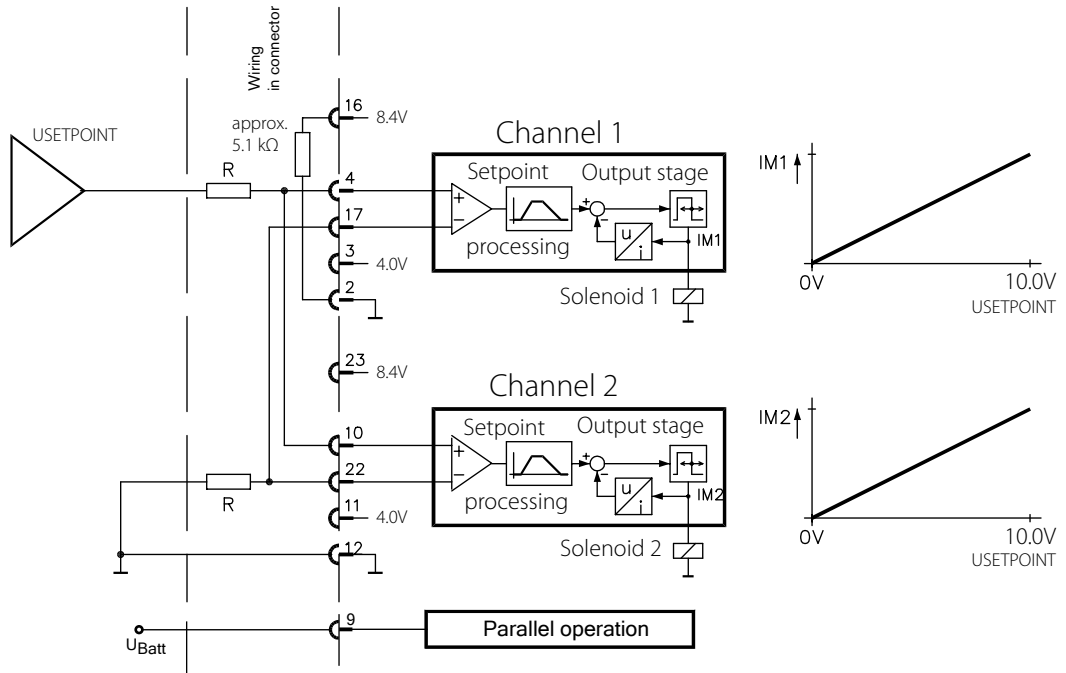 Wiring
in connector
16
8.4V
approx.
5.1 kΩ
USETPOINT
R
4
17
3
4.0V
2
Channel 1
Setpoint
Output stage
+
−
+
−
u
i
IM1
processing
Solenoid 1
IM1
0V
10.0V
USETPOINT
23
8.4V
10
22
R
11
4.0V
12
Channel 2
Setpoint
Output stage
+
−
+
−
u
i
IM2
processing
Solenoid 2
IM2
0V
10.0V
USETPOINT
UBatt
9
Parallel operation